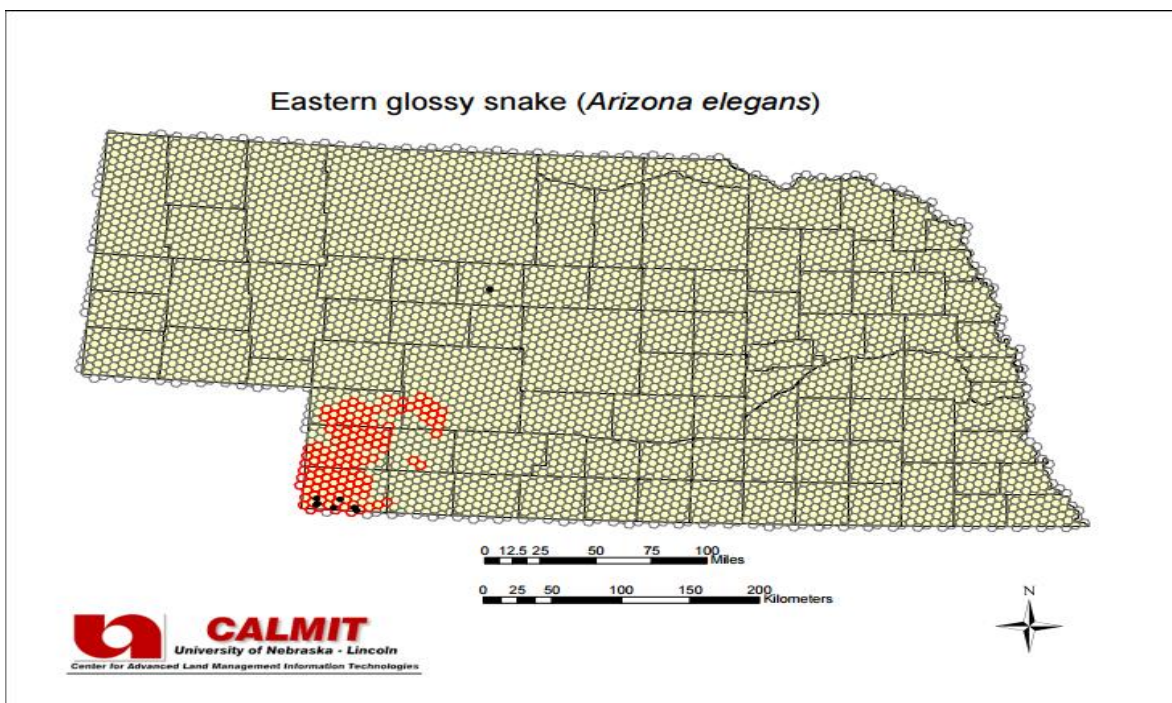 Eastern glossy snake (Arizona elegans)
0 12.5 25 50 75 100
Miles
0 25 50 100 150 200
Kilometers
N
CALMIT
University of Nebraska - Lincoln
Center for Advanced Land Management Information Technologies